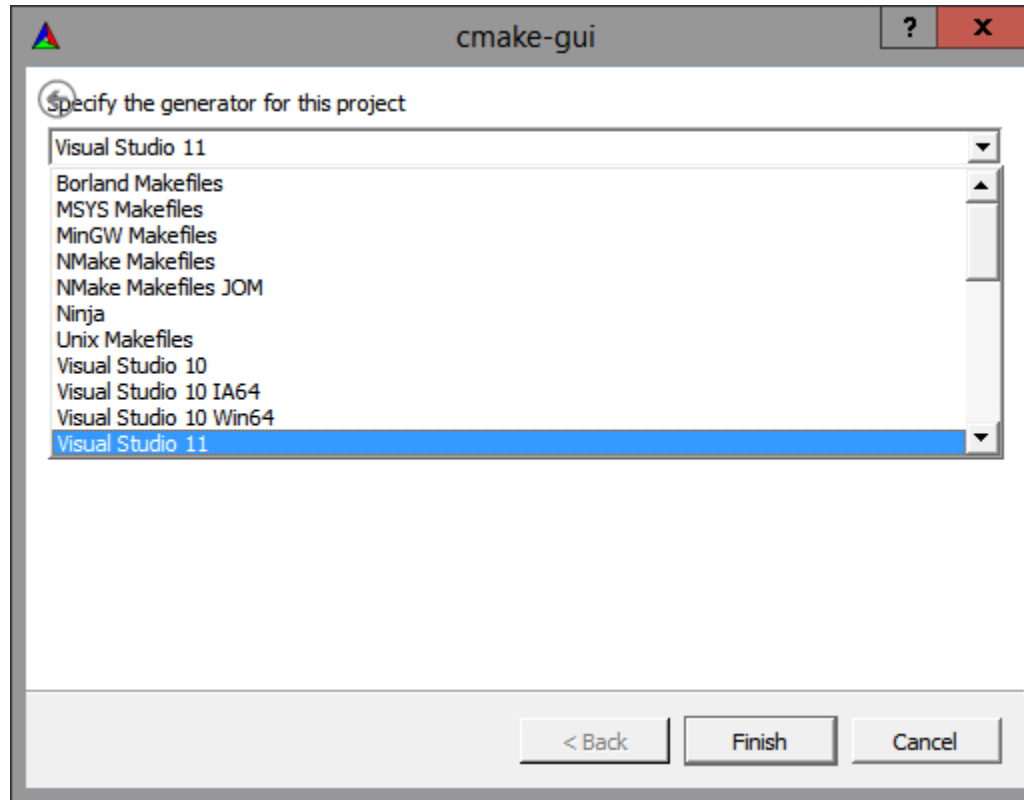 cmake-gui
?
x
Specify the generator for this project
Visual Studio 11
Borland Makefiles
MSYS Makefiles
MinGW Makefiles
NMake Makefiles
NMake Makefiles JOM
Ninja
Unix Makefiles
Visual Studio 10
Visual Studio 10 IA64
Visual Studio 10 Win64
Visual Studio 11
< Back
Finish
Cancel